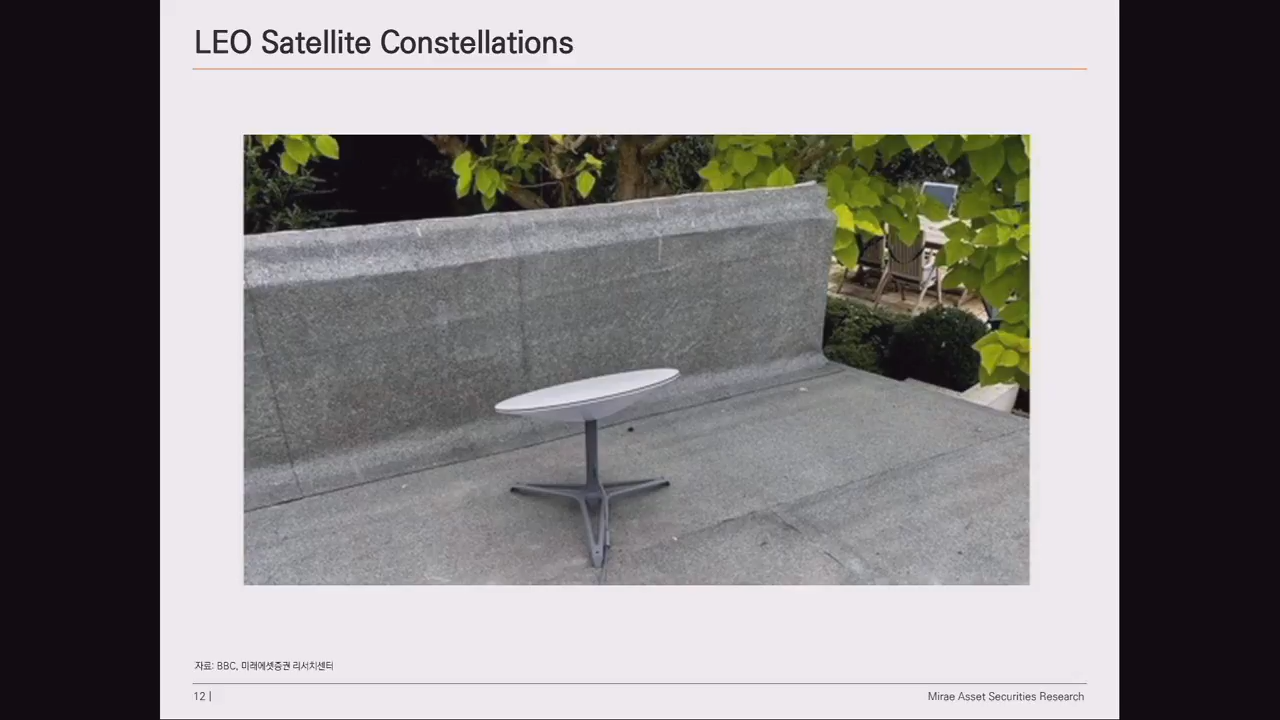 LEO Satellite Constellations
자료: BBC, 미래에셋증권 리서치센터
12 |
Mirae Asset Securities Research